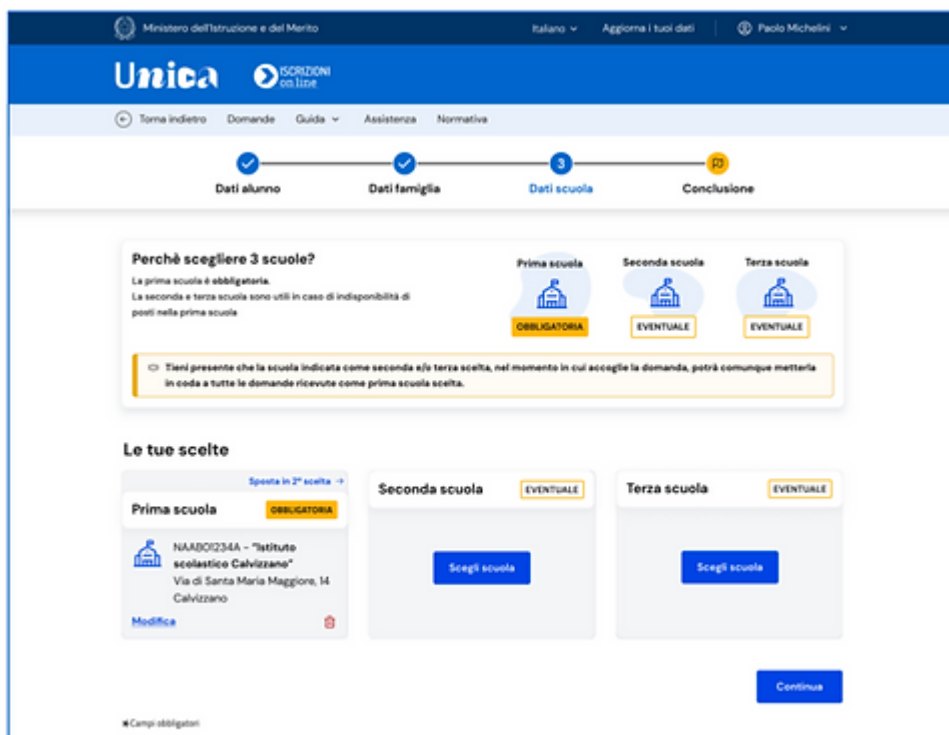 Ministero dell'Istruzione e del Merito
Italiano
Aggiorna i tuoi dati
Paolo Michelini
Unica
ISCRIZIONI
online
Torna indietro
Domande
Guida
Assistenza
Normativa
3
Dati alunno
Dati famiglia
Dati scuola
Conclusione
Perchè scegliere 3 scuole?
La prima scuola è obbligatoria.
La seconda e terza scuola sono utili in caso di indisponibilità di
posti nella prima scuola
Prima scuola
Seconda scuola
Terza scuola
OBBLIGATORIA
EVENTUALE
EVENTUALE
Tieni presente che la scuola indicata come seconda e/o terza scelta, nel momento in cui accoglie la domanda, potrà comunque metterla
in coda a tutte le domande ricevute come prima scuola scelta.
Le tue scelte
Sposta in 2° scelta →
Prima scuola
OBBLIGATORIA
NAAB01234A - "Istituto
scolastico Calvizzano"
Via di Santa Maria Maggiore, 14
Calvizzano
Modifica
Seconda scuola
EVENTUALE
Scegli scuola
Terza scuola
EVENTUALE
Scegli scuola
Continua
*Campi obbligatori